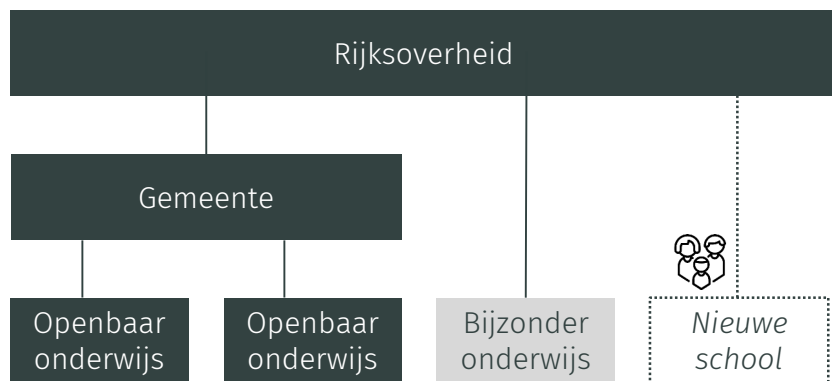 Rijksoverheid
Gemeente
Openbaar
onderwijs
Openbaar
onderwijs
Bijzonder
onderwijs
Nieuwe
school